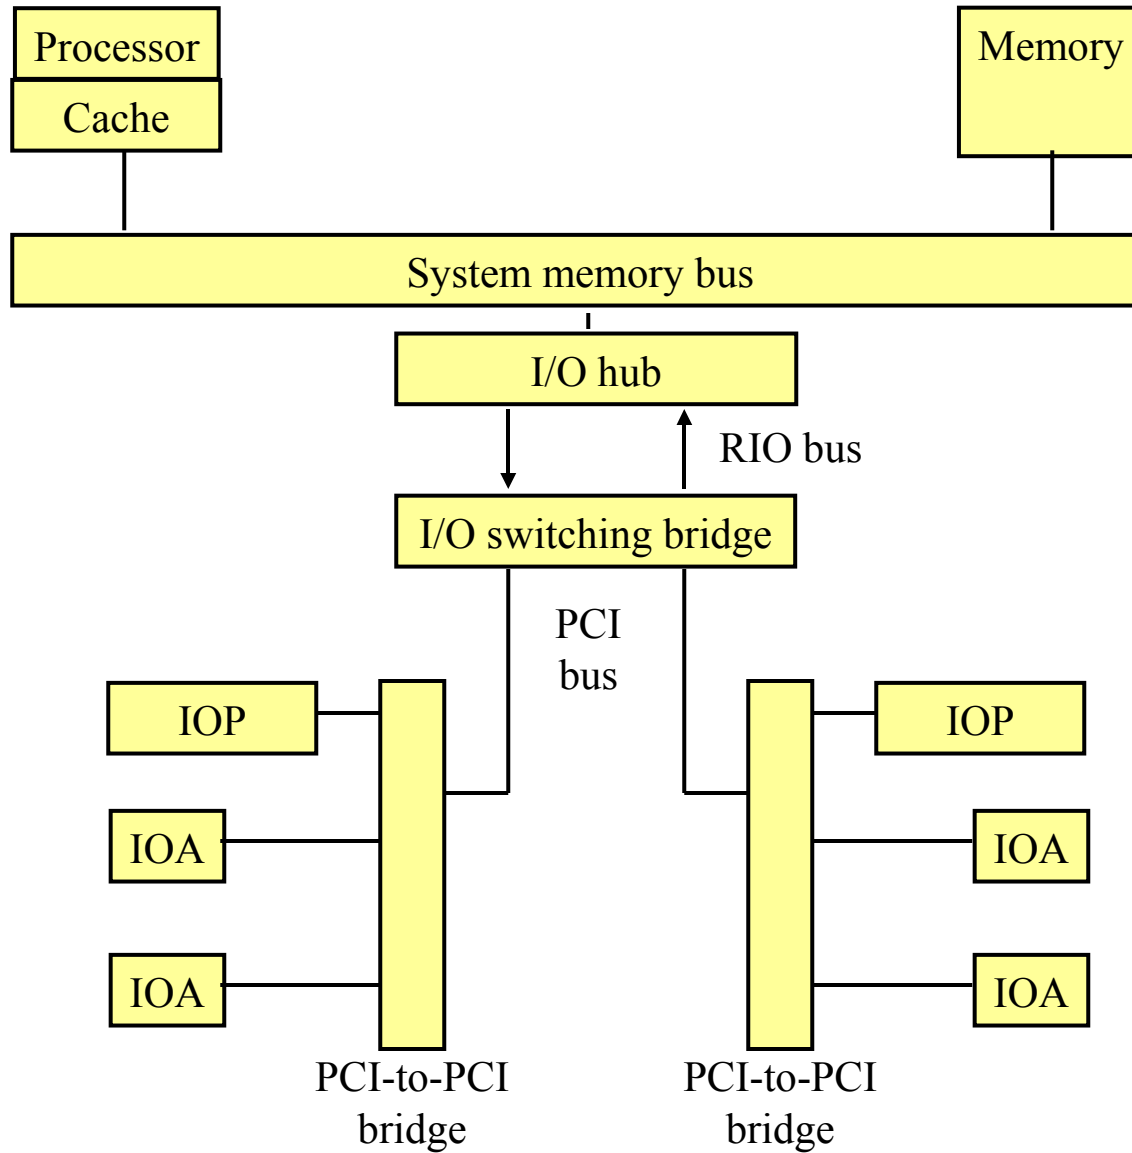 Processor
Memory
Cache
System memory bus
I/O hub
RIO bus
I/O switching bridge
PCI
bus
IOP
IOP
IOA
IOA
IOA
IOA
PCI-to-PCI
bridge
PCI-to-PCI
bridge